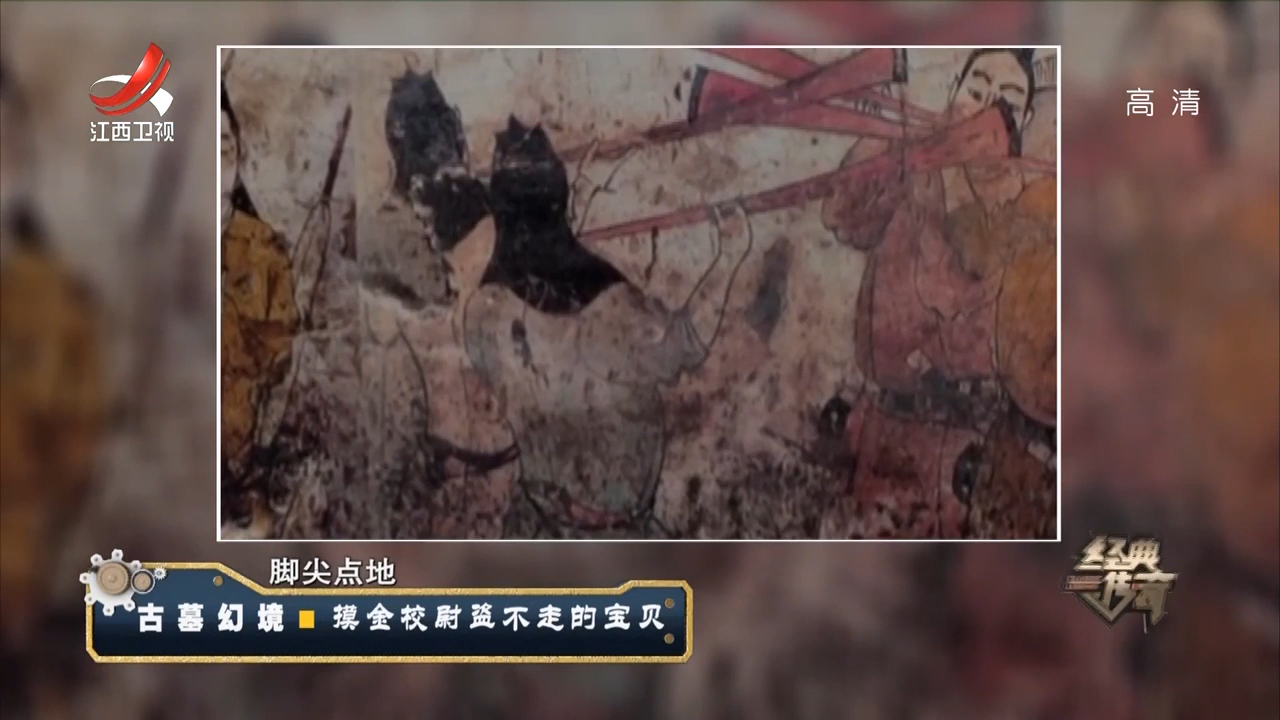 江西卫视
高清
经典
传奇
脚尖点地
古墓幻境■摸金校尉盗不走的宝贝